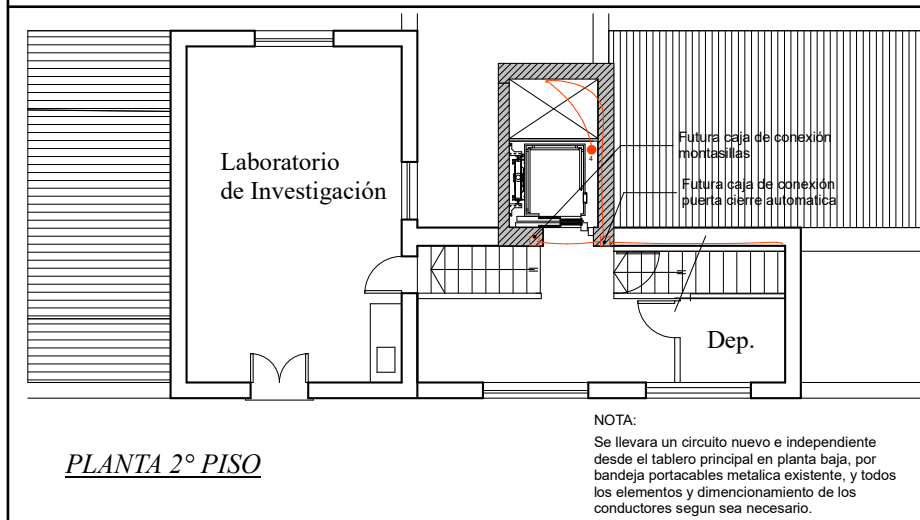 Laboratorio
de Investigación
Futura caja de conexión
montasillas
4
Futura caja de conexión
puerta cierre automatica
Dep.
PLANTA 2° PISO
NOTA:
Se llevara un circuito nuevo e independiente
desde el tablero principal en planta baja, por
bandeja portacables metalica existente, y todos
los elementos y dimencionamiento de los
conductores segun sea necesario.